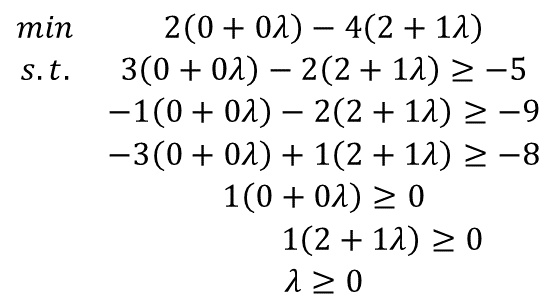 min 2(0 + 0λ) − 4(2 + 1λ)
s.t. 3(0 + 0λ) − 2(2 + 1λ) ≥ −5
−1(0 + 0λ) − 2(2 + 1λ) ≥ −9
−3(0 + 0λ) + 1(2 + 1λ) ≥ −8
1(0 + 0λ) ≥ 0
1(2 + 1λ) ≥ 0
λ ≥ 0